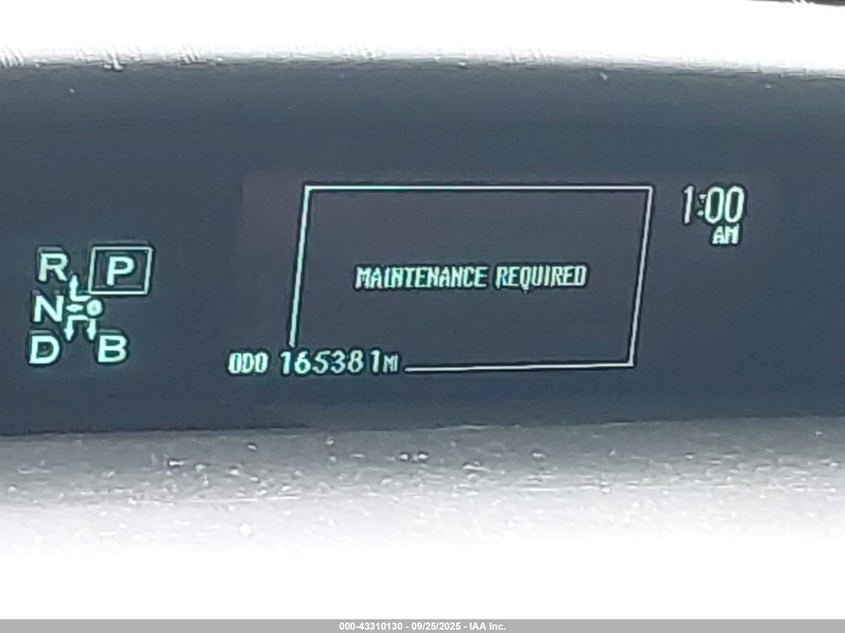 1:00
AM
R P
N
D B
MAINTENANCE REQUIRED
ODO 165381MI
000-43310130 - 09/25/2025 - IAA Inc.